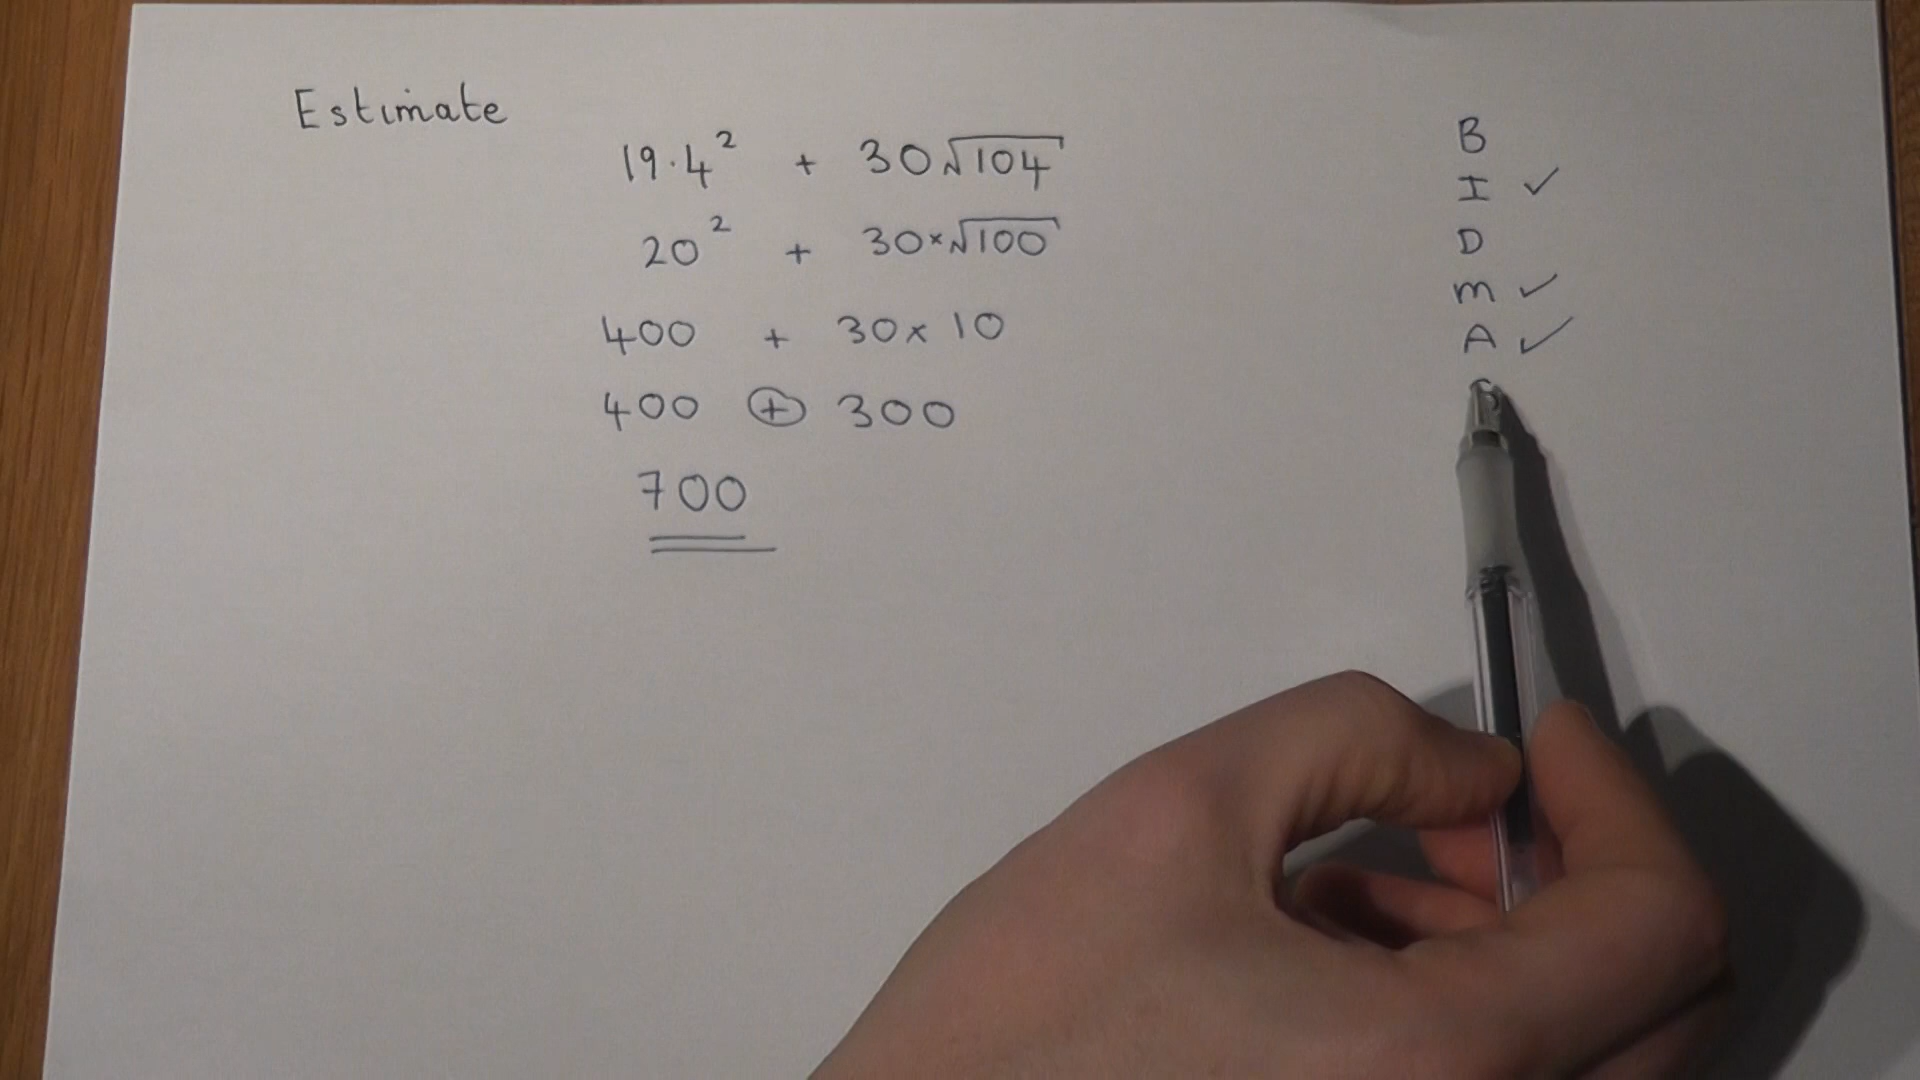 Estimate
19.4² + 30√104
20² + 30×√100
400 + 30× 10
400 + 300
700
B
I ✓
D
M ✓
A ✓
S